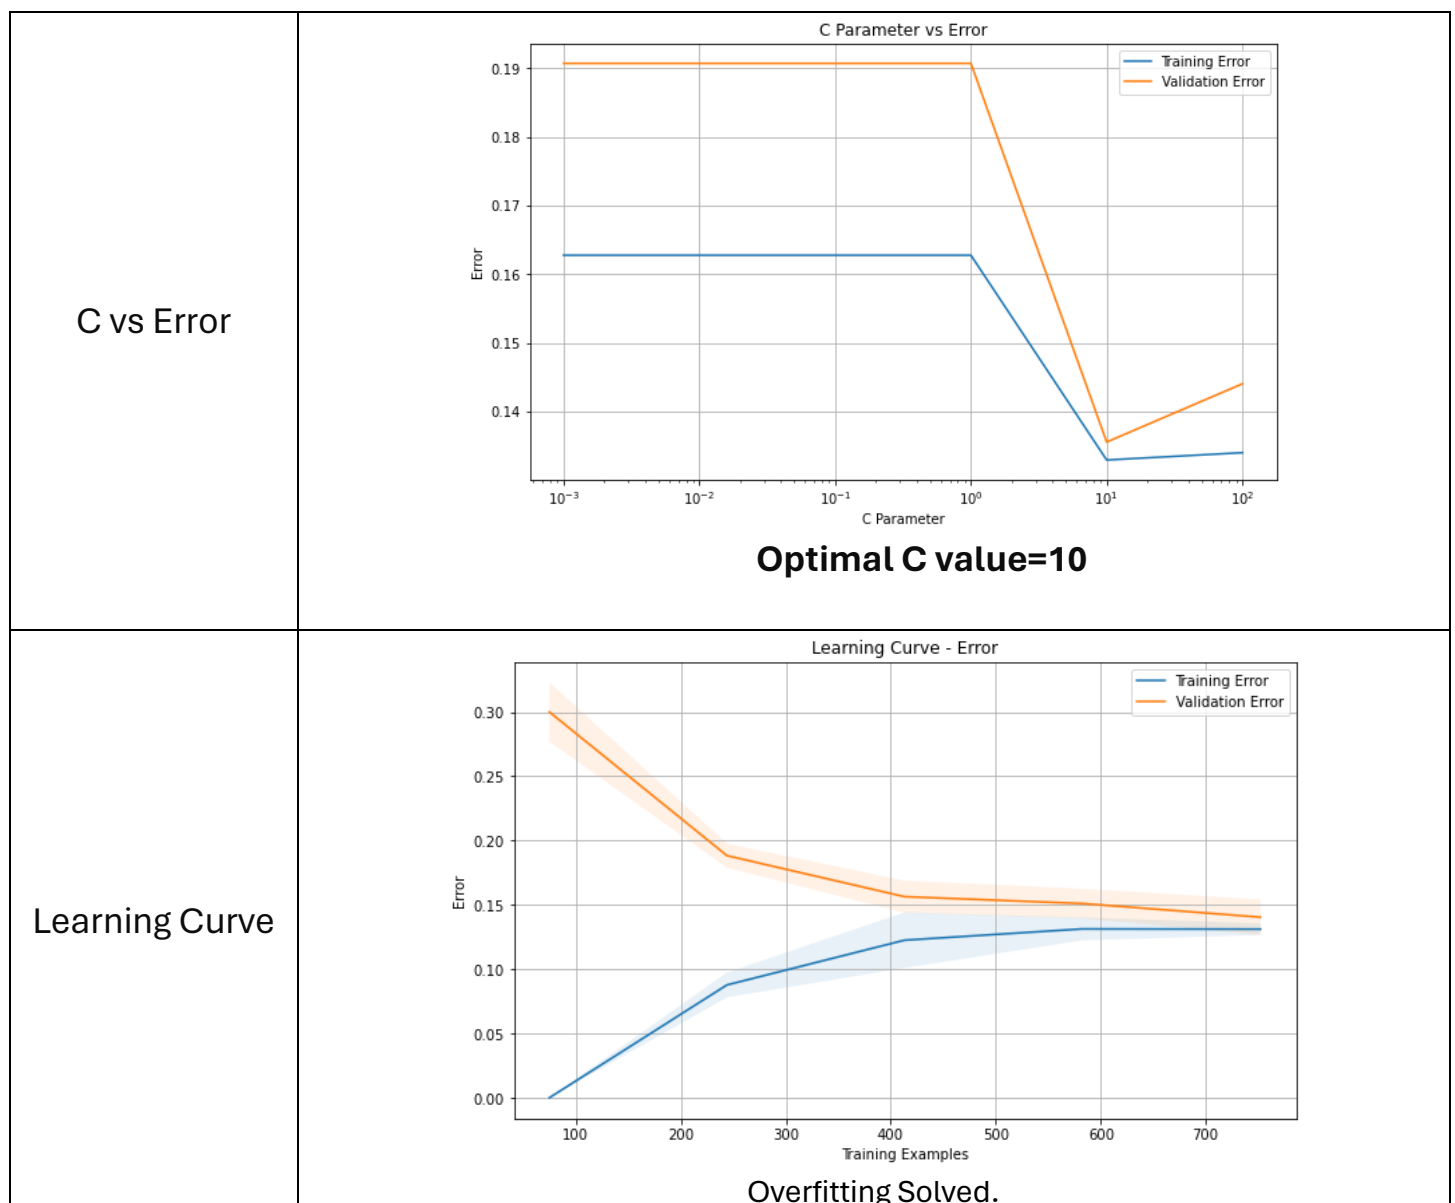 C vs Error
C Parameter vs Error
Training Error
Validation Error
Error
0.19
0.18
0.17
0.16
0.15
0.14
10⁻³ 10⁻² 10⁻¹ 10⁰ 10¹ 10²
C Parameter
Optimal C value=10
Learning Curve
Learning Curve - Error
Training Error
Validation Error
Error
0.30
0.25
0.20
0.15
0.10
0.05
0.00
100 200 300 400 500 600 700
Training Examples
Overfitting Solved.